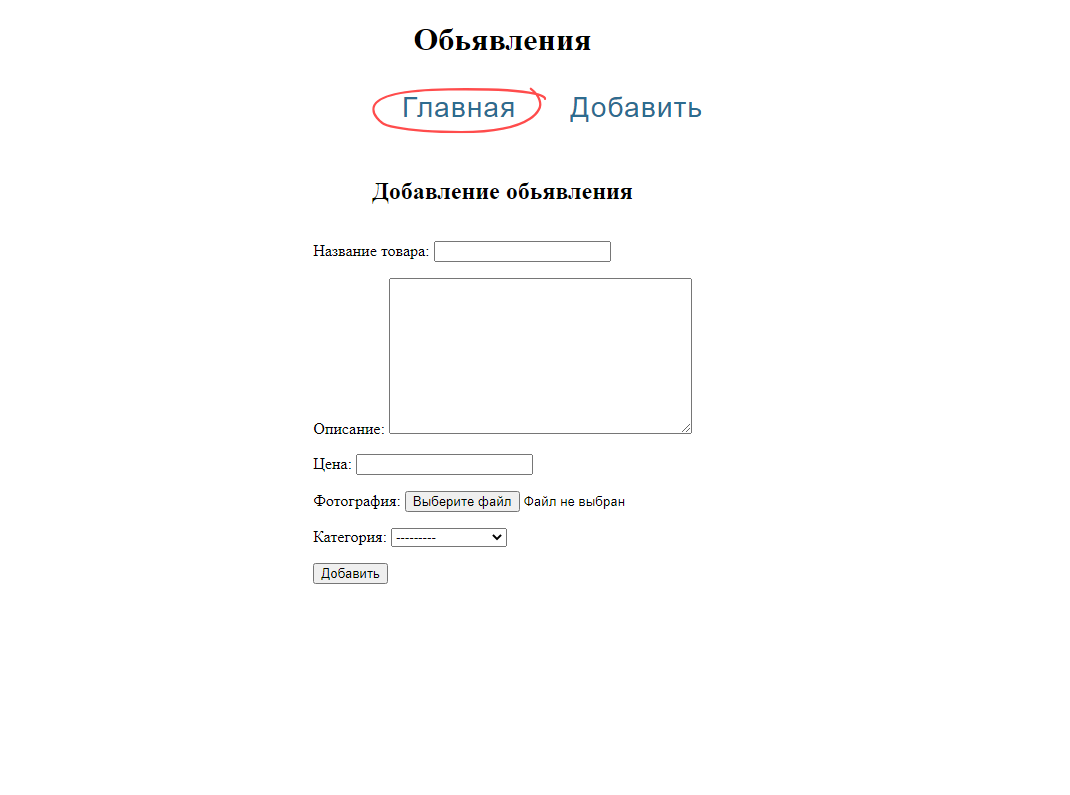 Обьявления
Главная Добавить
Добавление обьявления
Название товара:
Описание:
Цена:
Фотография: Выберите файл Файл не выбран
Категория: ---------
Добавить